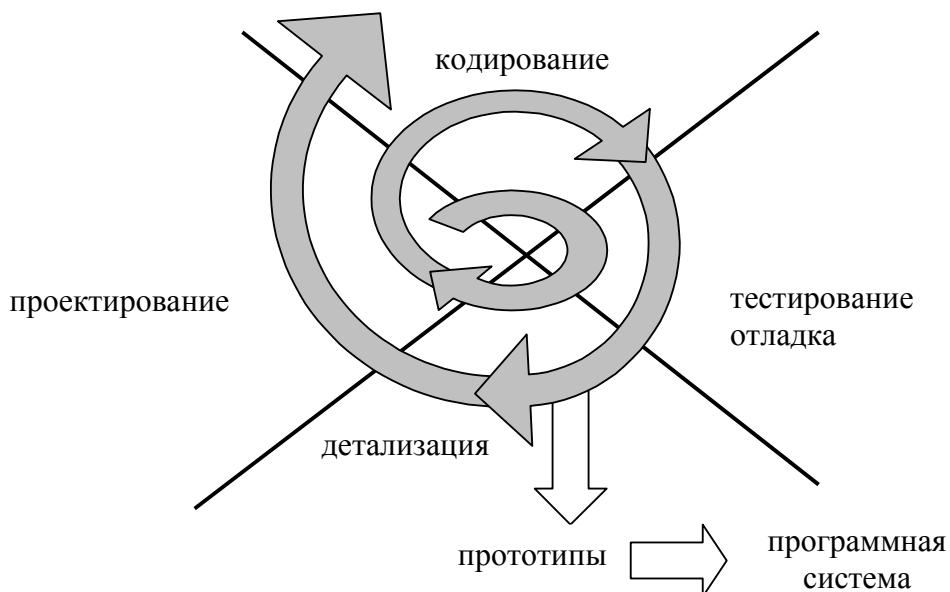 кодирование
проектирование
тестирование
отладка
детализация
прототипы
программная
система